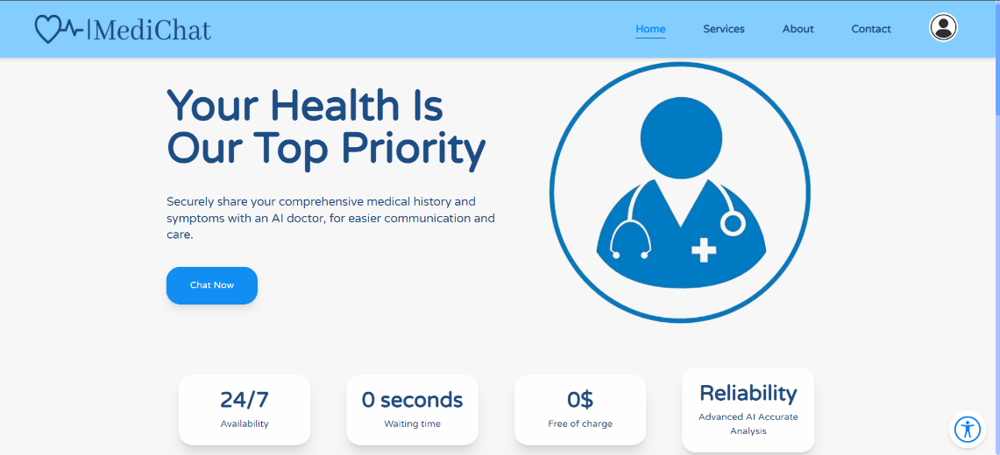 MediChat
Home
Services
About
Contact
Your Health Is
Our Top Priority
Securely share your comprehensive medical history and
symptoms with an AI doctor, for easier communication and
care.
Chat Now
24/7
Availability
0 seconds
Waiting time
0$
Free of charge
Reliability
Advanced AI Accurate
Analysis